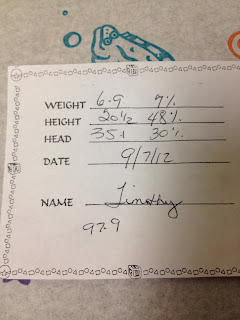 WEIGHT 6.9 7%
HEIGHT 20½ 48%
HEAD 35.1 30%
DATE 9/7/12
NAME Timothy
97.9